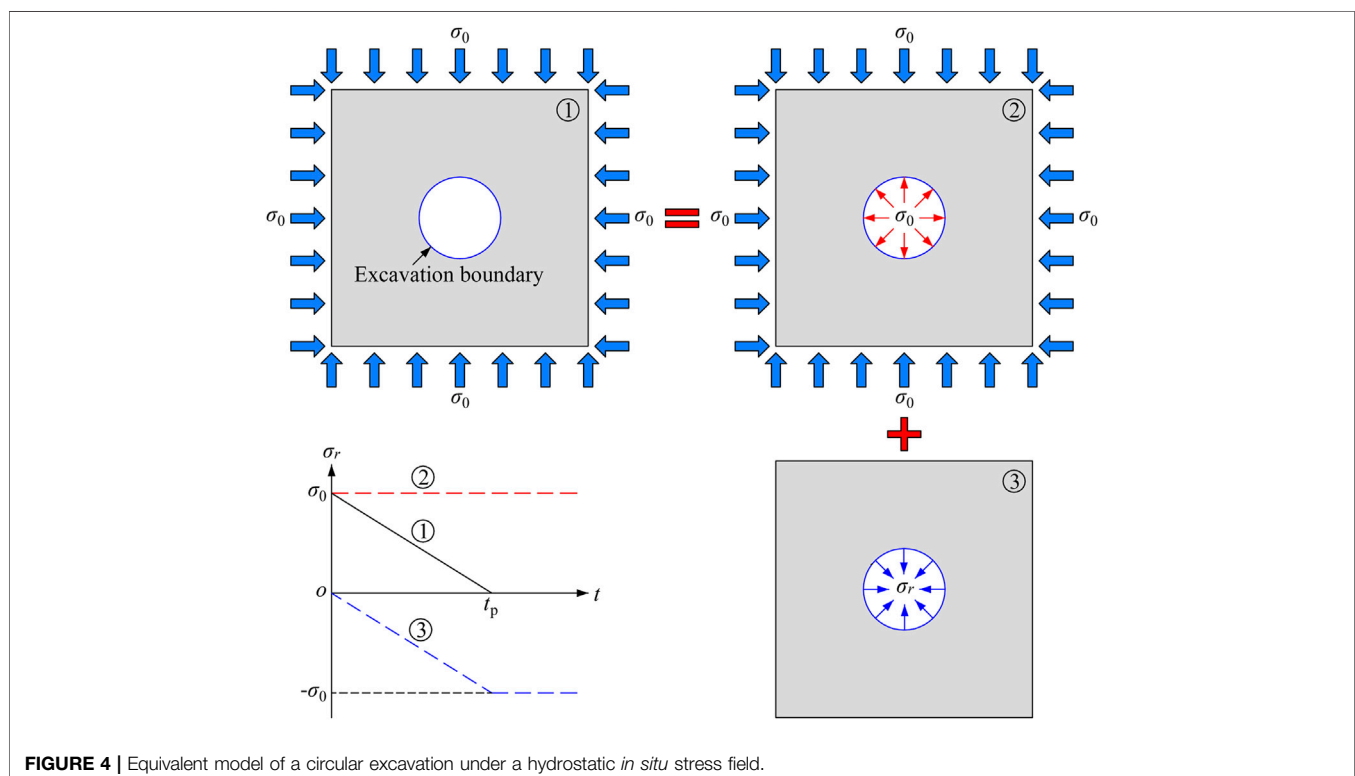 σ₀ σ₀
① ②
σ₀ σ₀ = σ₀ σ₀ σ₀
Excavation boundary
σ₀ σ₀
+
σr
② ③
σ₀
①
o tp t σr
③
-σ₀
FIGURE 4 | Equivalent model of a circular excavation under a hydrostatic in situ stress field.